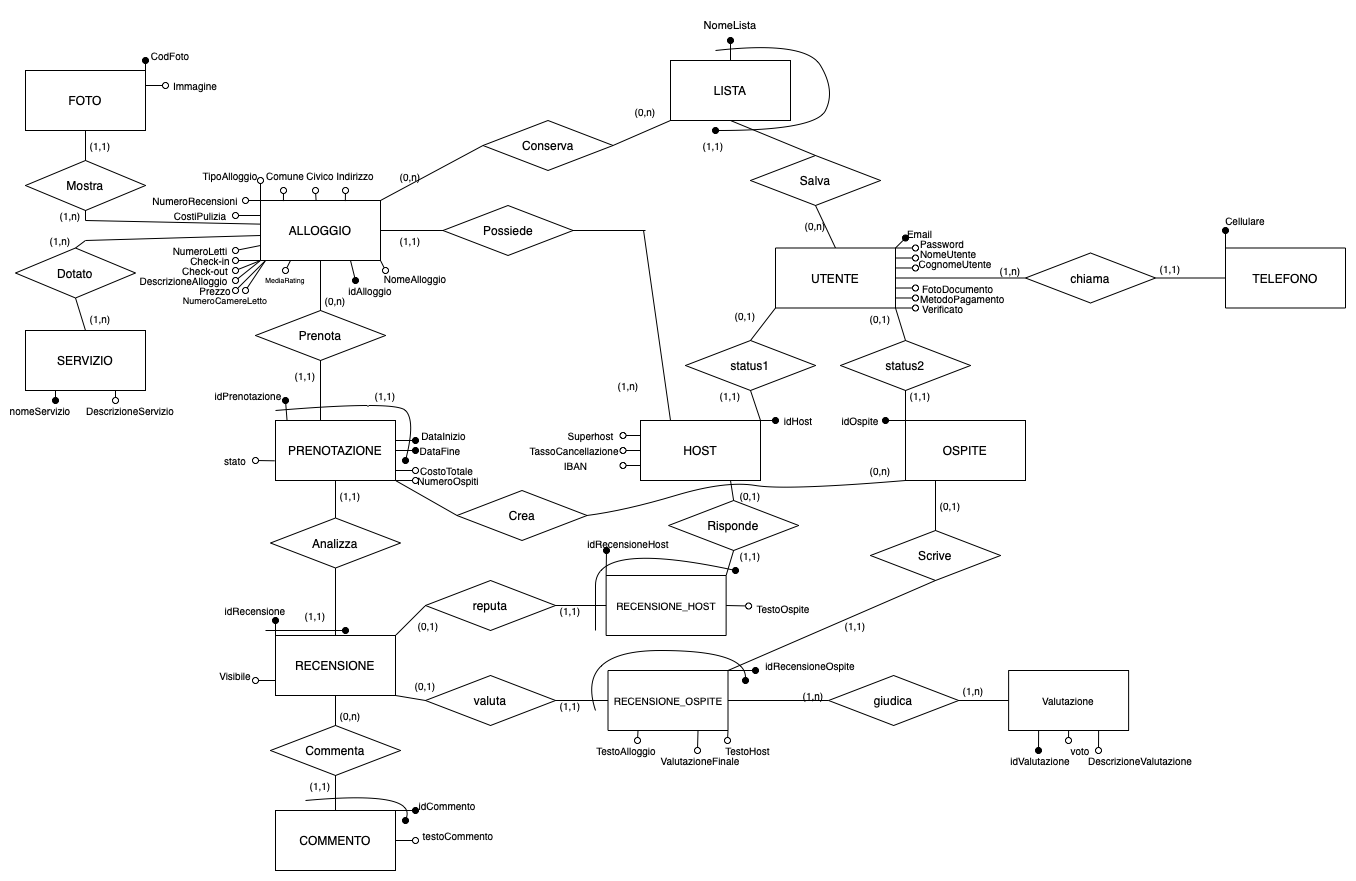 NomeLista
CodFoto
Immagine
FOTO
LISTA
(0,n)
(1,1)
Conserva
(1,1)
Mostra
TipoAlloggio
Comune
Civico
Indirizzo
(0,n)
Salva
NumeroRecensioni
(1,n)
CostiPulizia
ALLOGGIO
(1,1)
Possiede
(0,n)
Email
Password
NomeUtente
CognomeUtente
Cellulare
(1,n)
NumeroLetti
Check-in
Check-out
DescrizioneAlloggio
Prezzo
NumeroCamereLetto
MediaRating
idAlloggio
NomeAlloggio
Dotato
UTENTE
(1,n)
chiama
(1,1)
TELEFONO
FotoDocumento
MetodoPagamento
Verificato
(1,n)
(0,n)
(0,1)
(0,1)
Prenota
SERVIZIO
status1
status2
(1,1)
(1,n)
nomeServizio
DescrizioneServizio
idPrenotazione
(1,1)
(1,1)
(1,1)
idHost
idOspite
PRENOTAZIONE
DataInizio
DataFine
stato
CostoTotale
NumeroOspiti
Superhost
TassoCancellazione
IBAN
HOST
OSPITE
(0,n)
(1,1)
Crea
(0,1)
(0,1)
Risponde
Analizza
idRecensioneHost
(1,1)
Scrive
idRecensione
(1,1)
reputa
(0,1)
(1,1)
RECENSIONE_HOST
TestoOspite
(1,1)
RECENSIONE
Visibile
(0,1)
valuta
(1,1)
RECENSIONE_OSPITE
idRecensioneOspite
(1,n)
giudica
(1,n)
Valutazione
(0,n)
TestoAlloggio
ValutazioneFinale
TestoHost
idValutazione
voto
DescrizioneValutazione
Commenta
(1,1)
idCommento
COMMENTO
testoCommento